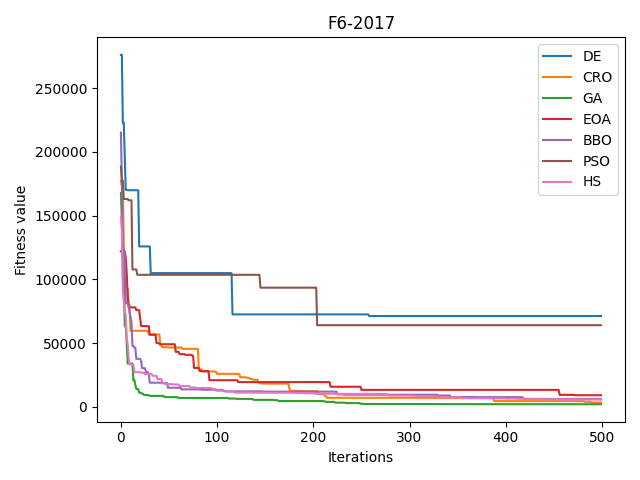 F6-2017
Fitness value
250000
200000
150000
100000
50000
0
0 100 200 300 400 500
Iterations
DE
CRO
GA
EOA
BBO
PSO
HS